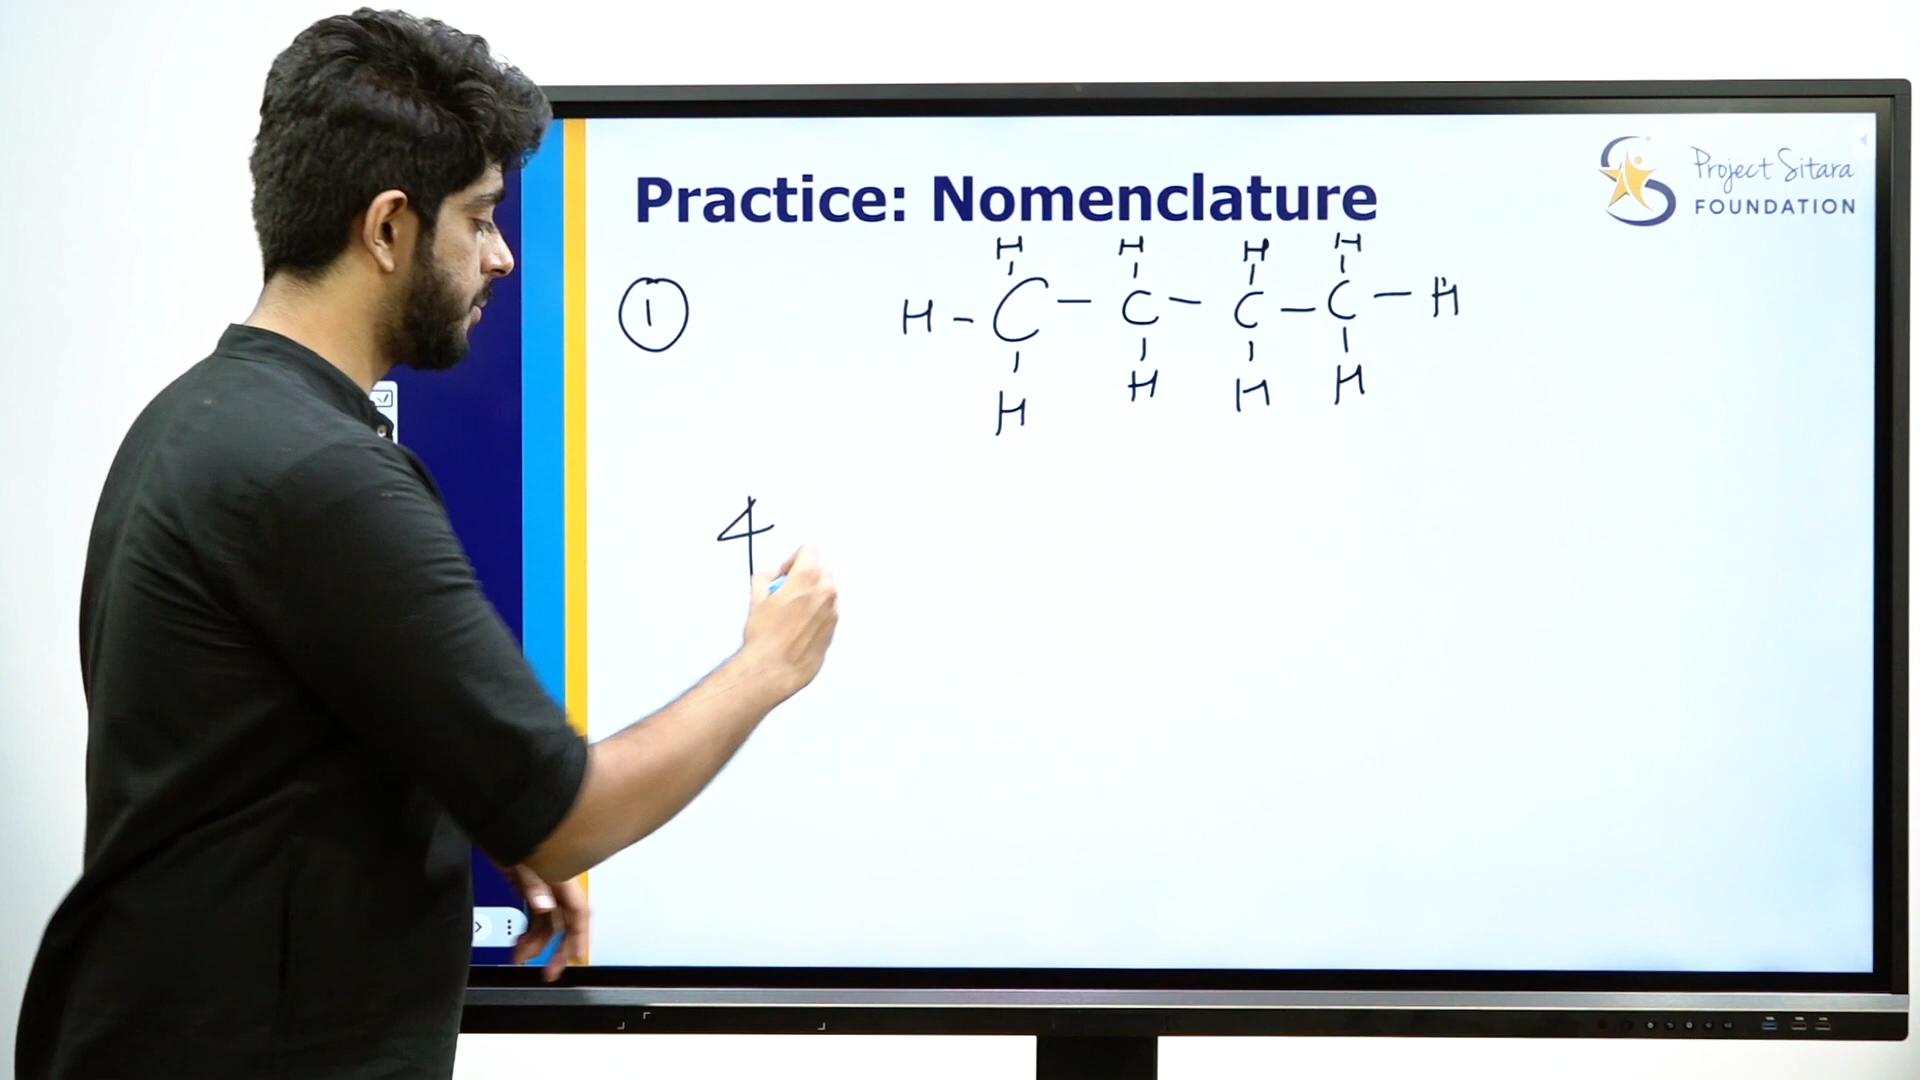 Project Sitara
FOUNDATION
Practice: Nomenclature
H H H H
① H - C - C - C - C - H
H H H H
4